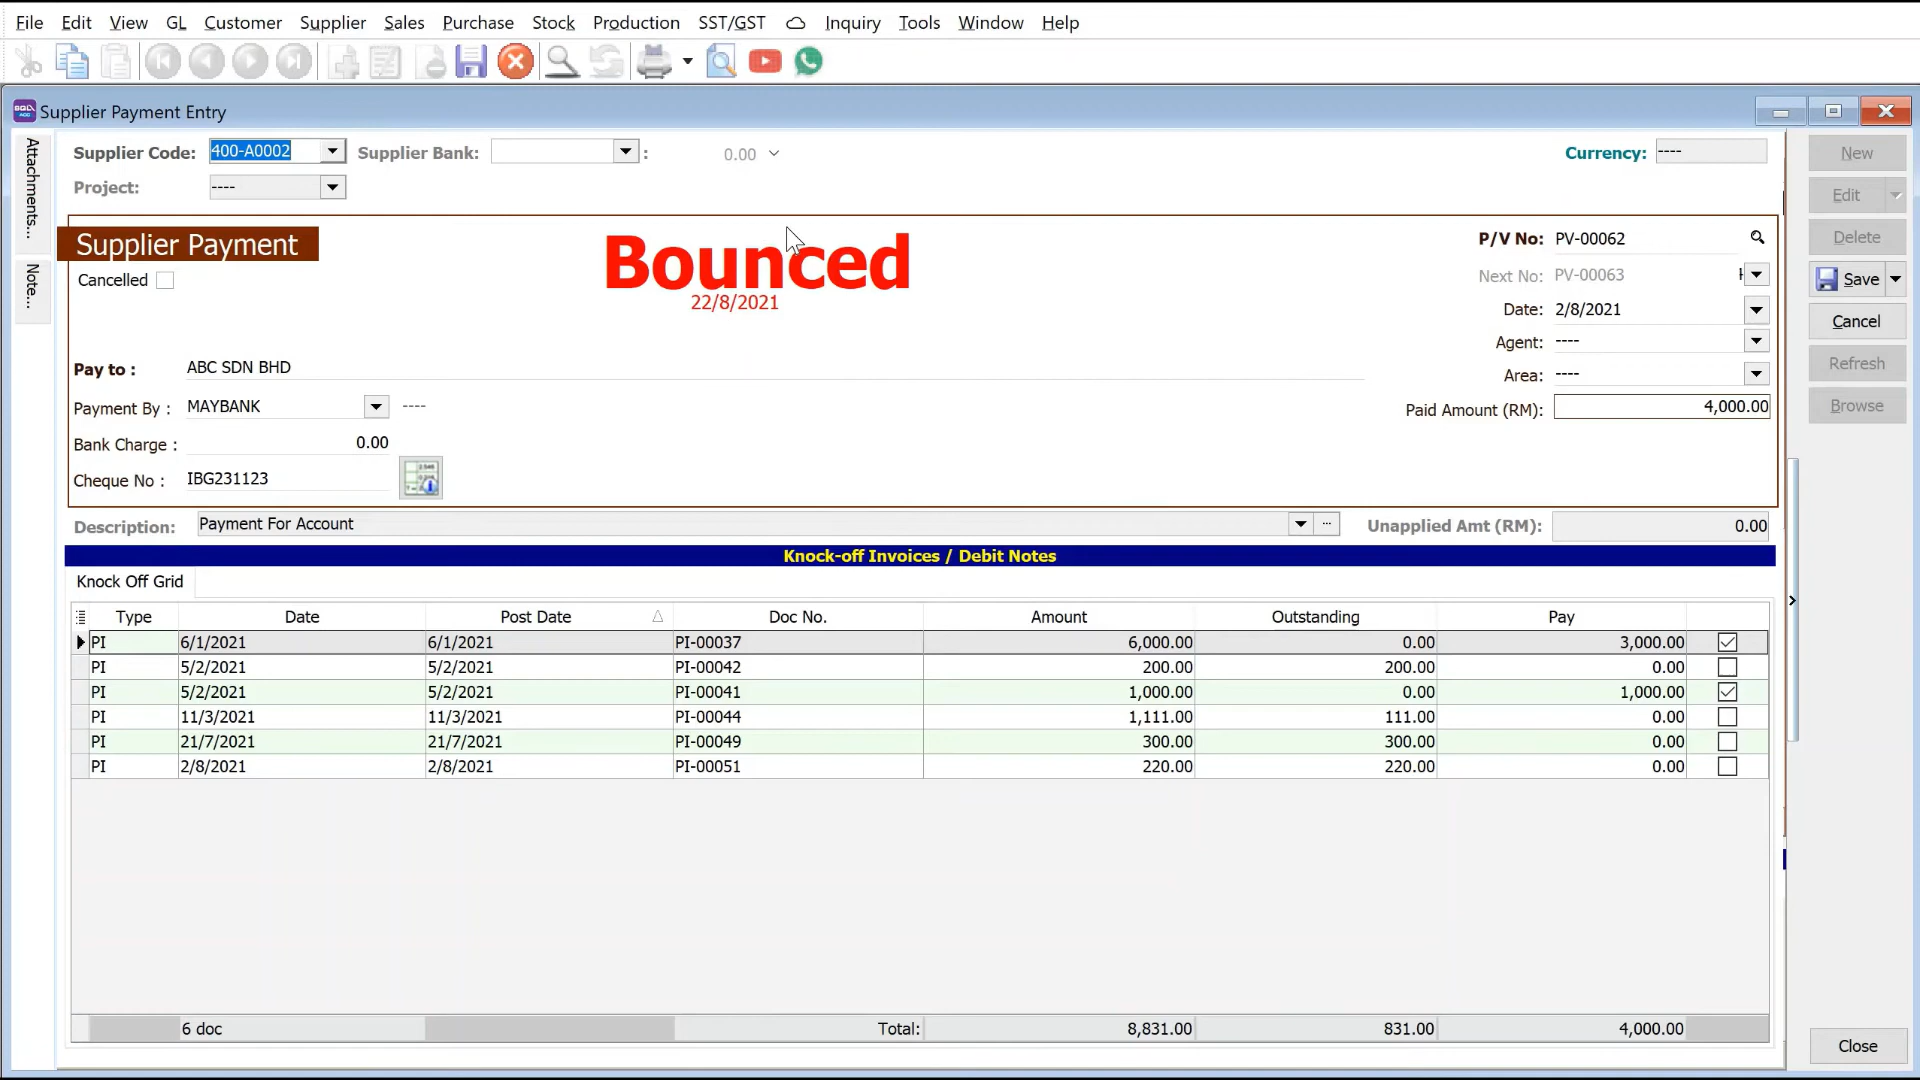 File Edit View GL Customer Supplier Sales Purchase Stock Production SST/GST Inquiry Tools Window Help
Supplier Payment Entry
Attachments...
Note...
Supplier Code: 400-A0002 Supplier Bank: : 0.00 Currency: ----
Project: ----
Supplier Payment
Cancelled
Bounced
22/8/2021
P/V No: PV-00062
Next No: PV-00063
Date: 2/8/2021
Agent: ----
Area: ----
Paid Amount (RM): 4,000.00
Pay to : ABC SDN BHD
Payment By : MAYBANK ----
Bank Charge : 0.00
Cheque No : IBG231123
Description: Payment For Account ... Unapplied Amt (RM): 0.00
Knock-off Invoices / Debit Notes
Knock Off Grid
Type Date Post Date Doc No. Amount Outstanding Pay
PI 6/1/2021 6/1/2021 PI-00037 6,000.00 0.00 3,000.00
PI 5/2/2021 5/2/2021 PI-00042 200.00 200.00 0.00
PI 5/2/2021 5/2/2021 PI-00041 1,000.00 0.00 1,000.00
PI 11/3/2021 11/3/2021 PI-00044 1,111.00 111.00 0.00
PI 21/7/2021 21/7/2021 PI-00049 300.00 300.00 0.00
PI 2/8/2021 2/8/2021 PI-00051 220.00 220.00 0.00
6 doc Total: 8,831.00 831.00 4,000.00
New
Edit
Delete
Save
Cancel
Refresh
Browse
Close